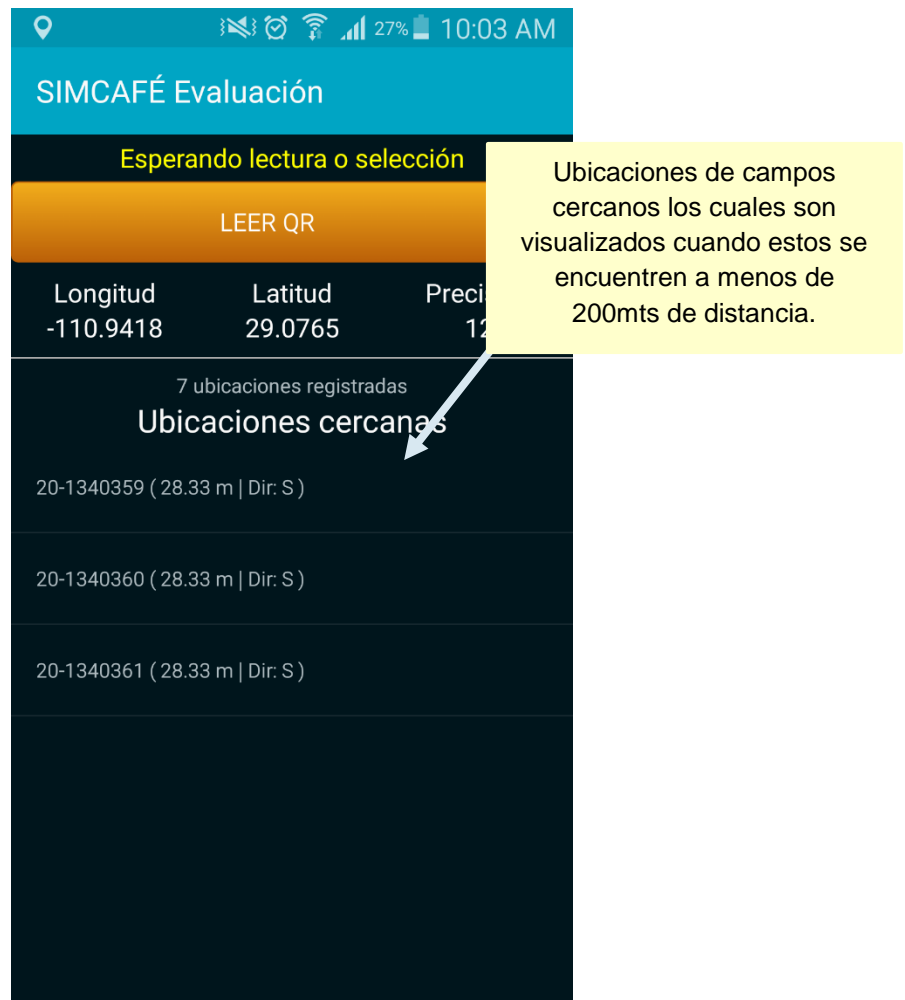 27% 10:03 AM
SIMCAFÉ Evaluación
Esperando lectura o selección
LEER QR
Longitud Latitud
-110.9418 29.0765
7 ubicaciones registradas
Ubicaciones cercanas
20-1340359 ( 28.33 m | Dir: S )
20-1340360 ( 28.33 m | Dir: S )
20-1340361 ( 28.33 m | Dir: S )
Ubicaciones de campos
cercanos los cuales son
visualizados cuando estos se
encuentren a menos de
200mts de distancia.